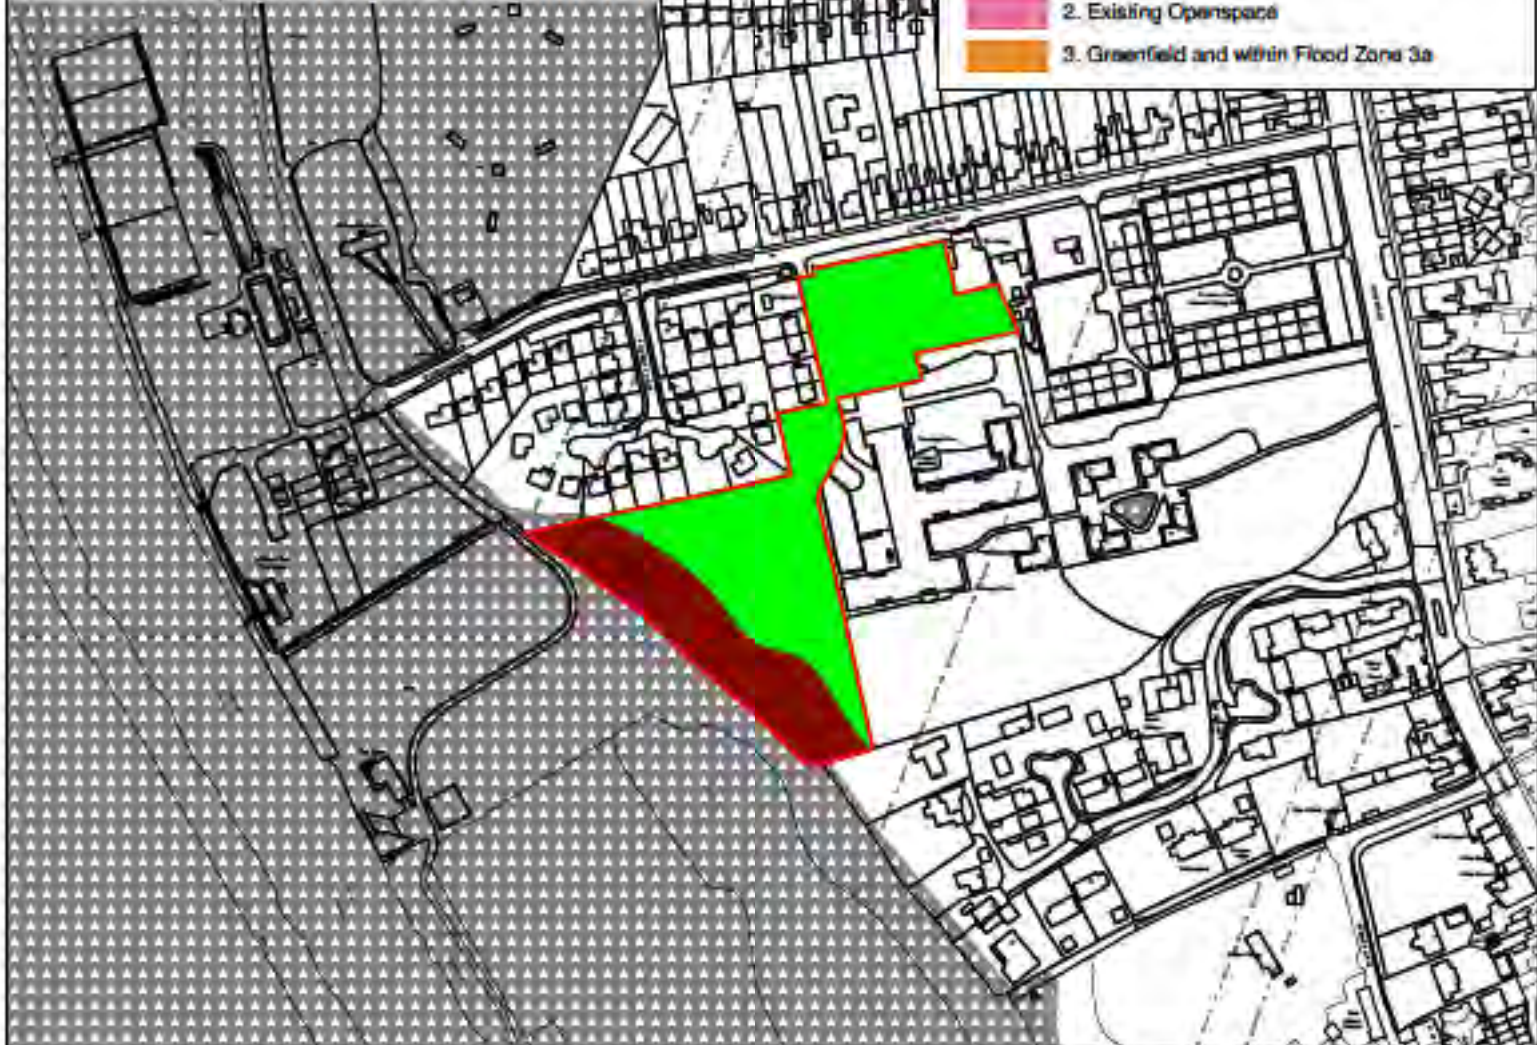 2. Existing Openspace
3. Greenfield and within Flood Zone 3a